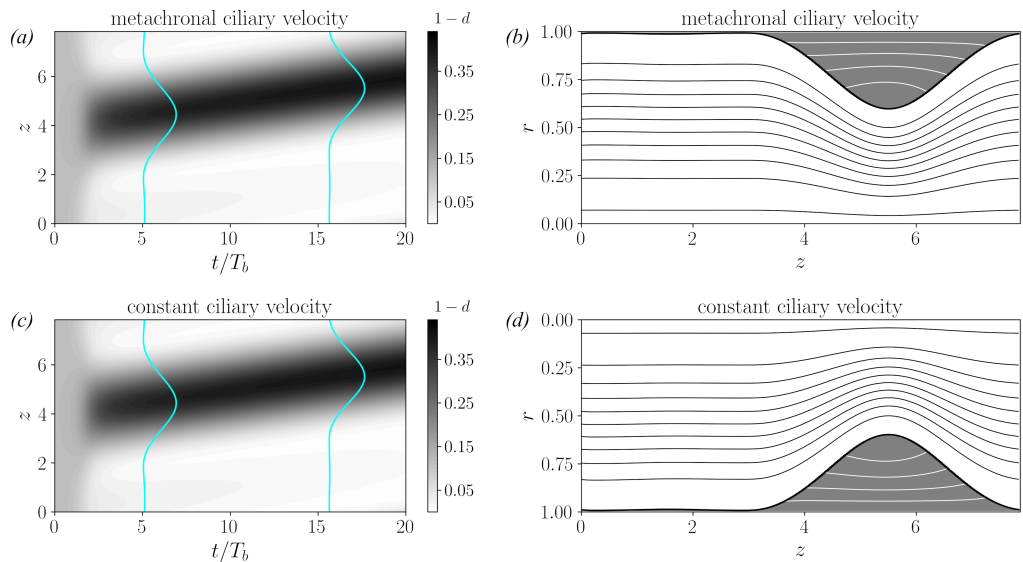 (a)
metachronal ciliary velocity
1 − d
z
6
4
2
0
0 5 10 15 20
t/T_b
0.35
0.25
0.15
0.05
(b)
metachronal ciliary velocity
r
1.00
0.75
0.50
0.25
0.00
0 2 4 6
z
(c)
constant ciliary velocity
1 − d
z
6
4
2
0
0 5 10 15 20
t/T_b
0.35
0.25
0.15
0.05
(d)
constant ciliary velocity
r
0.00
0.25
0.50
0.75
1.00
0 2 4 6
z